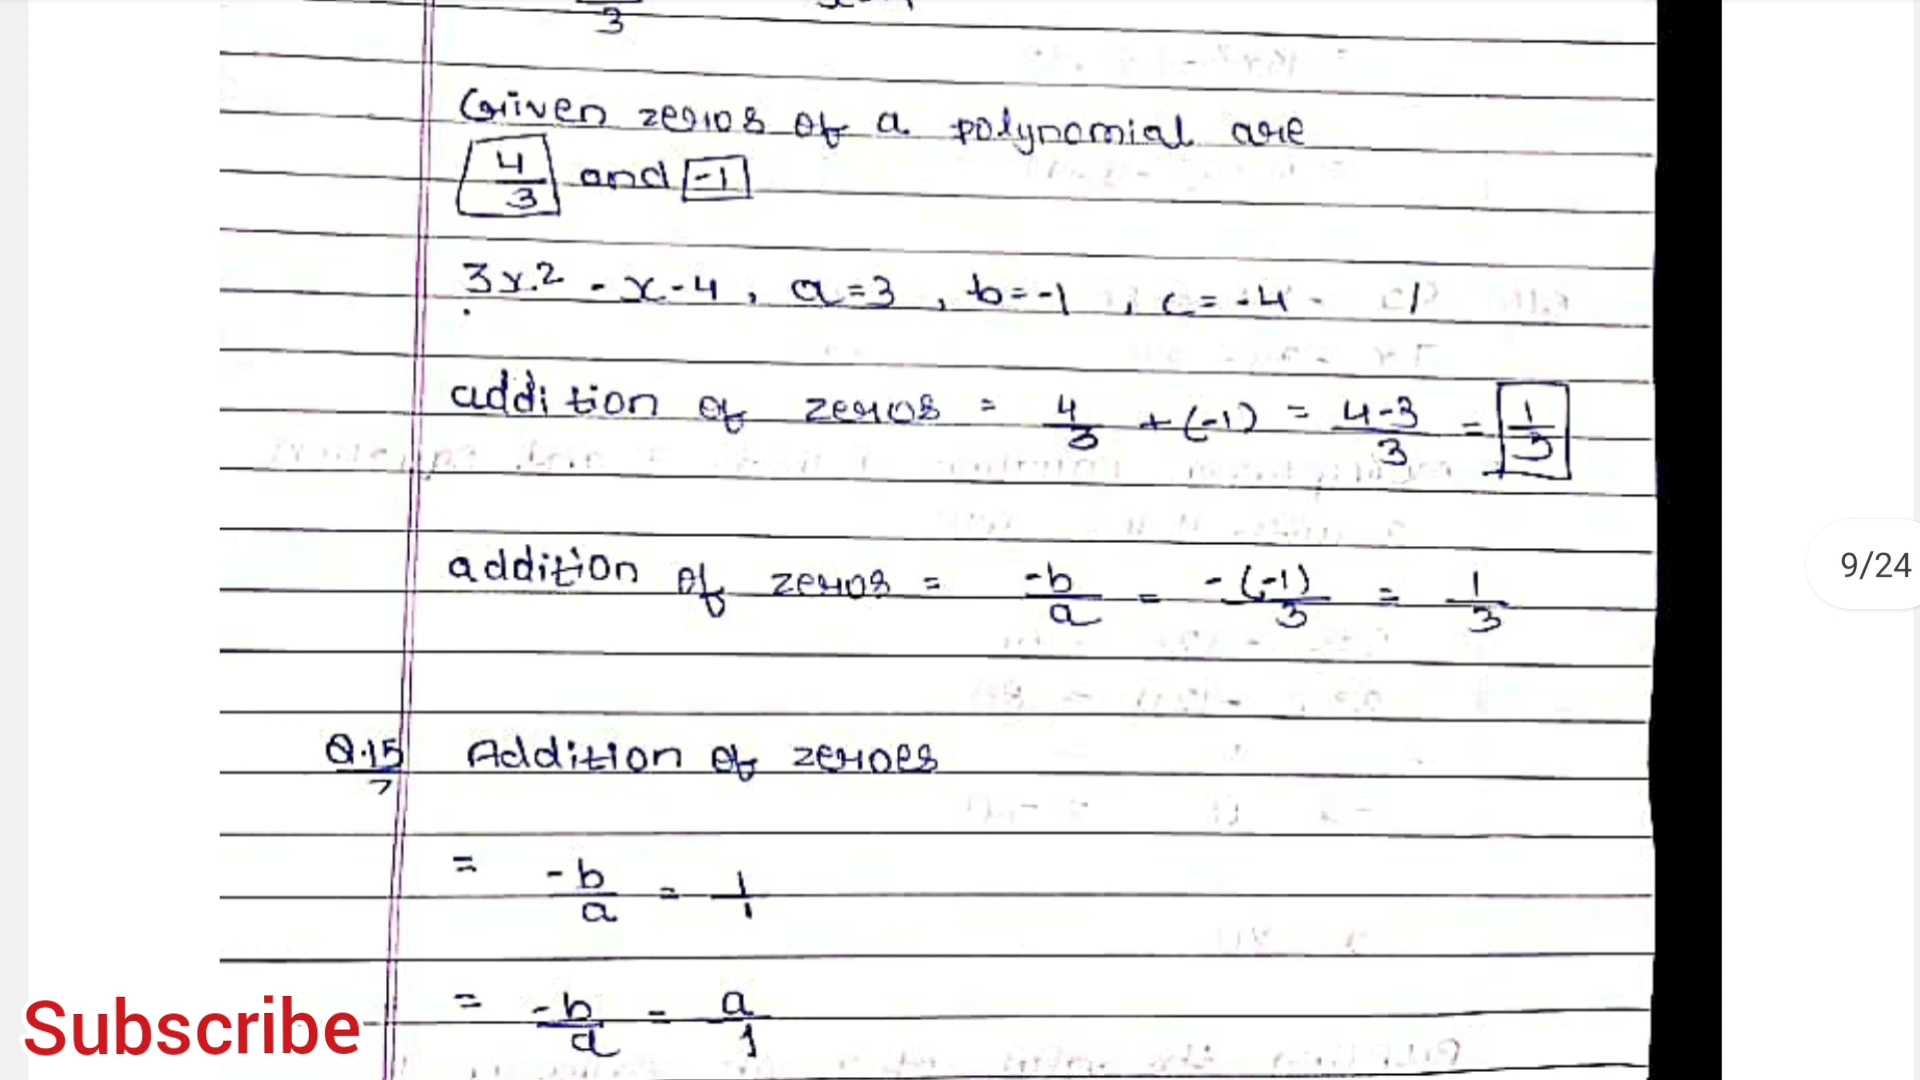 3
Given zeros of a polynomial are
4/3 and -1
3x² - x - 4, a = 3, b = -1, c = -4
addition of zeros = 4/3 + (-1) = 4-3/3 = 1/3
addition of zeros = -b/a = -(-1)/3 = 1/3
9/24
Q.15 Addition of zeroes
= -b/a = 1/1
= -b/a = a/1
Subscribe